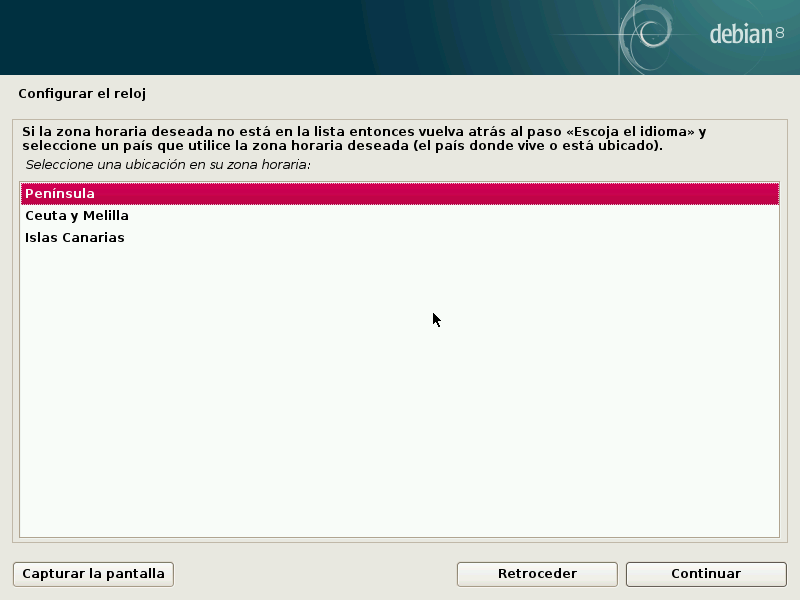 debian 8
Configurar el reloj
Si la zona horaria deseada no está en la lista entonces vuelva atrás al paso «Escoja el idioma» y
seleccione un país que utilice la zona horaria deseada (el país donde vive o está ubicado).
Seleccione una ubicación en su zona horaria:
Península
Ceuta y Melilla
Islas Canarias
Capturar la pantalla
Retroceder
Continuar